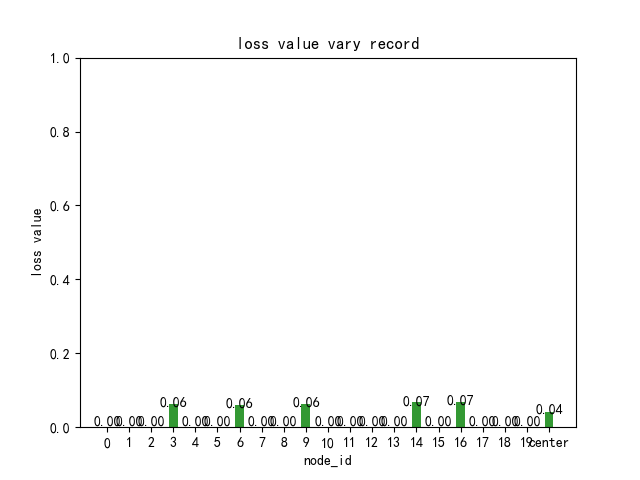 loss value vary record
1.0
0.8
0.6
0.4
0.2
0.0
loss value
0.00 0.00 0.00 0.06 0.00 0.00 0.06 0.00 0.00 0.06 0.00 0.00 0.00 0.00 0.07 0.00 0.07 0.00 0.00 0.00 0.04
0 1 2 3 4 5 6 7 8 9 10 11 12 13 14 15 16 17 18 19 center
node_id